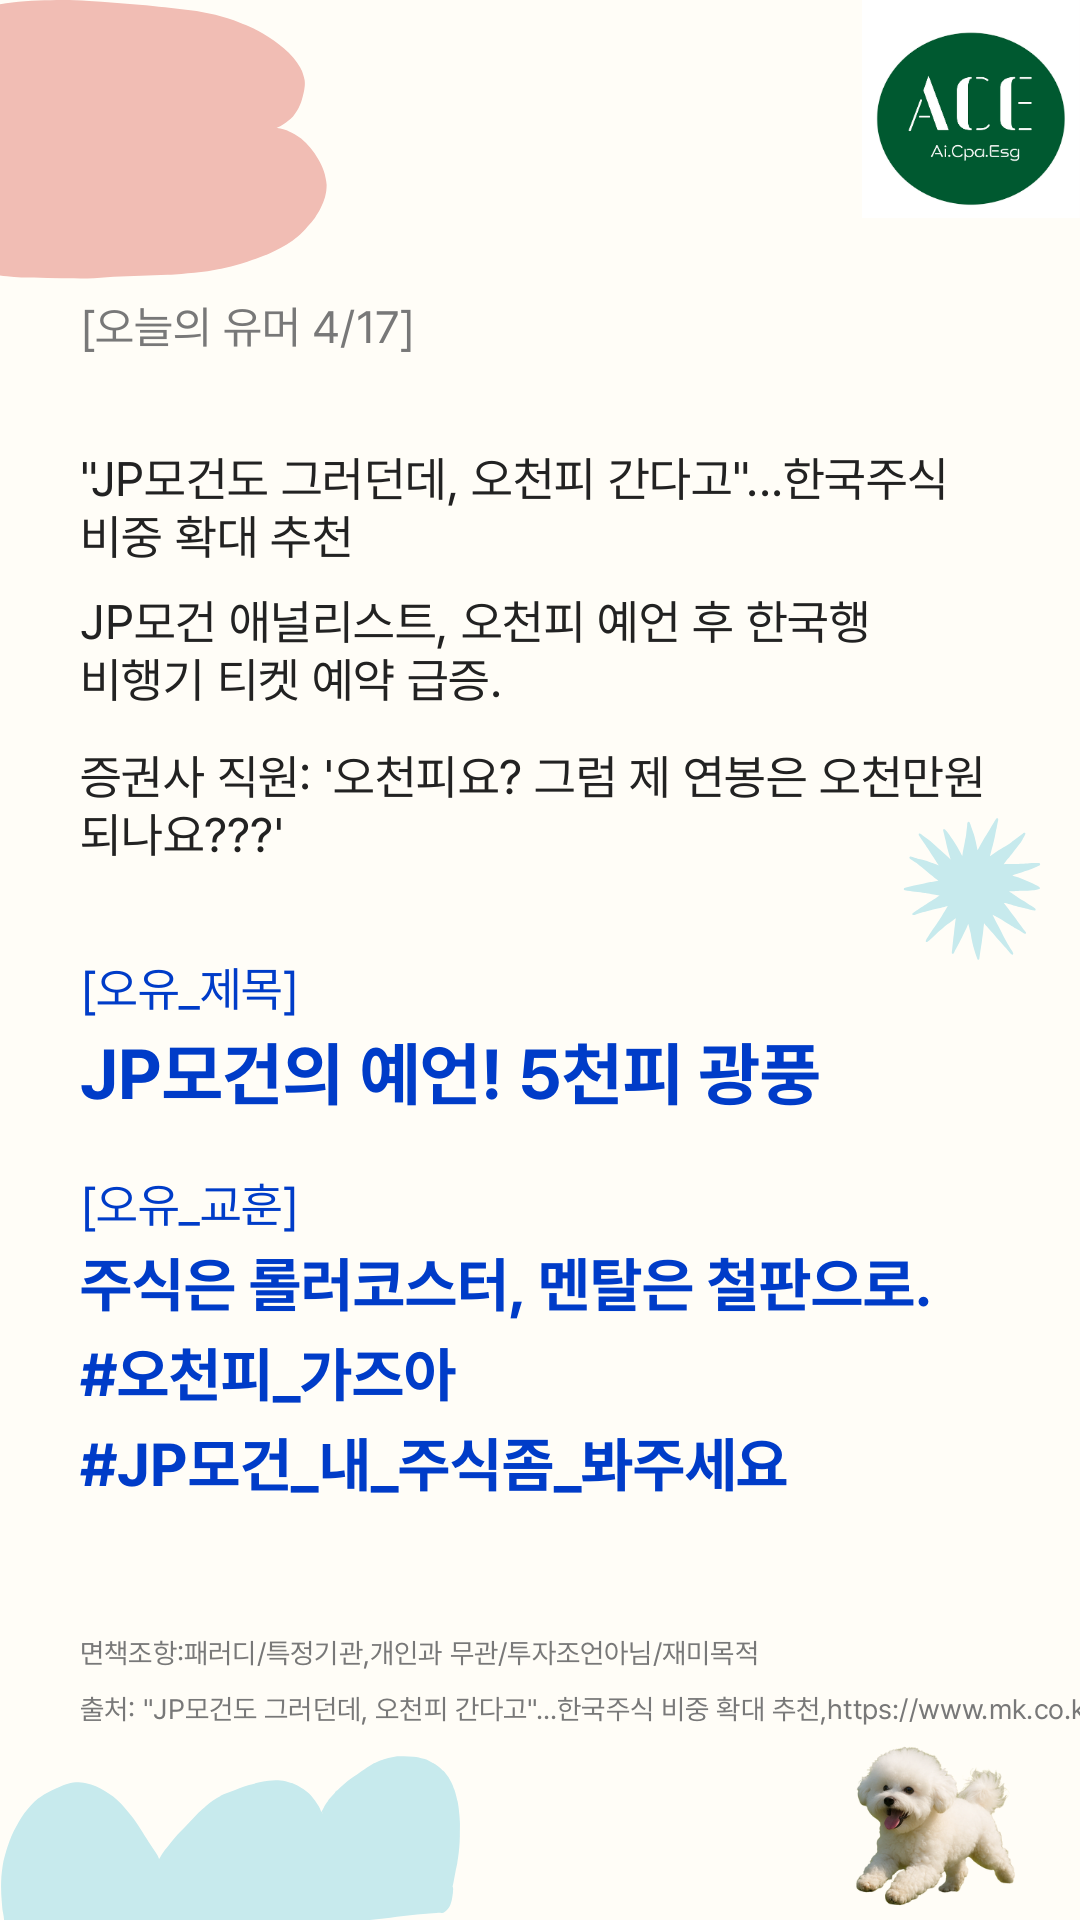 ACE
Ai.Cpa.Esg
[오늘의 유머 4/17]
"JP모건도 그러던데, 오천피 간다고"...한국주식
비중 확대 추천
JP모건 애널리스트, 오천피 예언 후 한국행
비행기 티켓 예약 급증.
증권사 직원: '오천피요? 그럼 제 연봉은 오천만원
되나요???'
[오유_제목]
JP모건의 예언! 5천피 광풍
[오유_교훈]
주식은 롤러코스터, 멘탈은 철판으로.
#오천피_가즈아
#JP모건_내_주식좀_봐주세요
면책조항:패러디/특정기관,개인과 무관/투자조언아님/재미목적
출처: "JP모건도 그러던데, 오천피 간다고"...한국주식 비중 확대 추천,https://www.mk.co.k